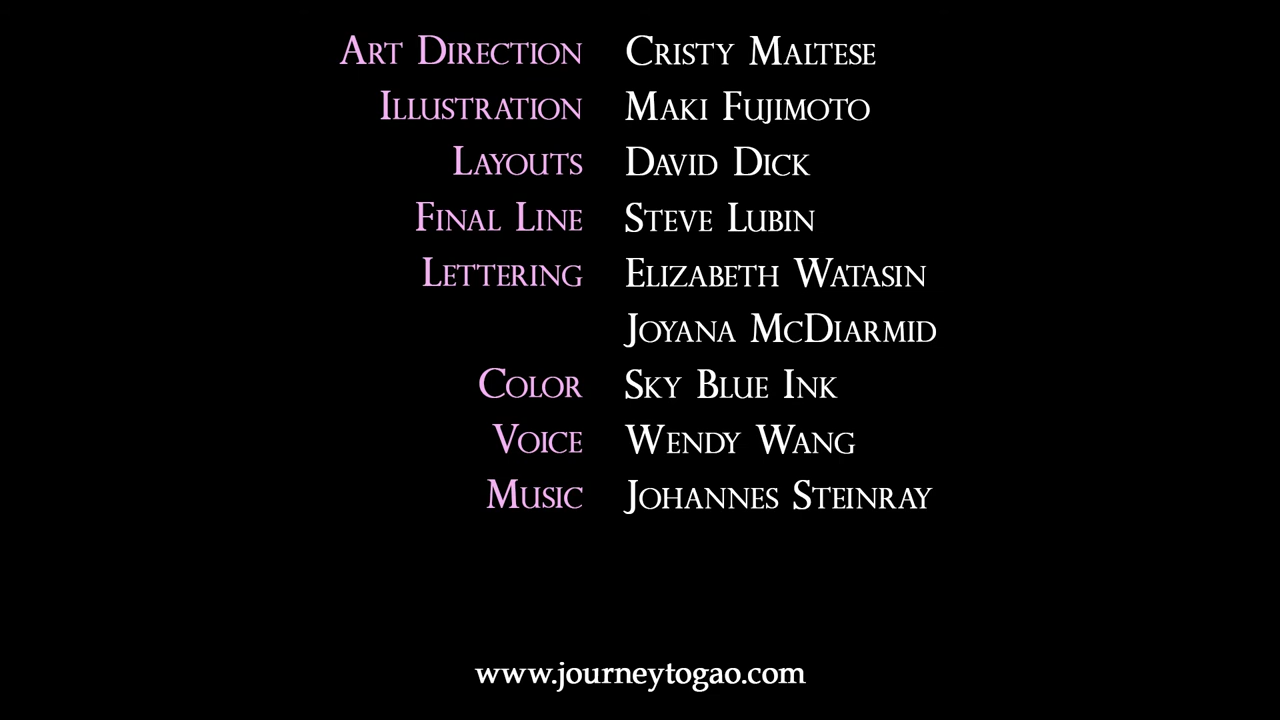 Art Direction Cristy Maltese
Illustration Maki Fujimoto
Layouts David Dick
Final Line Steve Lubin
Lettering Elizabeth Watasin
Joyana McDiarmid
Color Sky Blue Ink
Voice Wendy Wang
Music Johannes Steinray
www.journeytogao.com